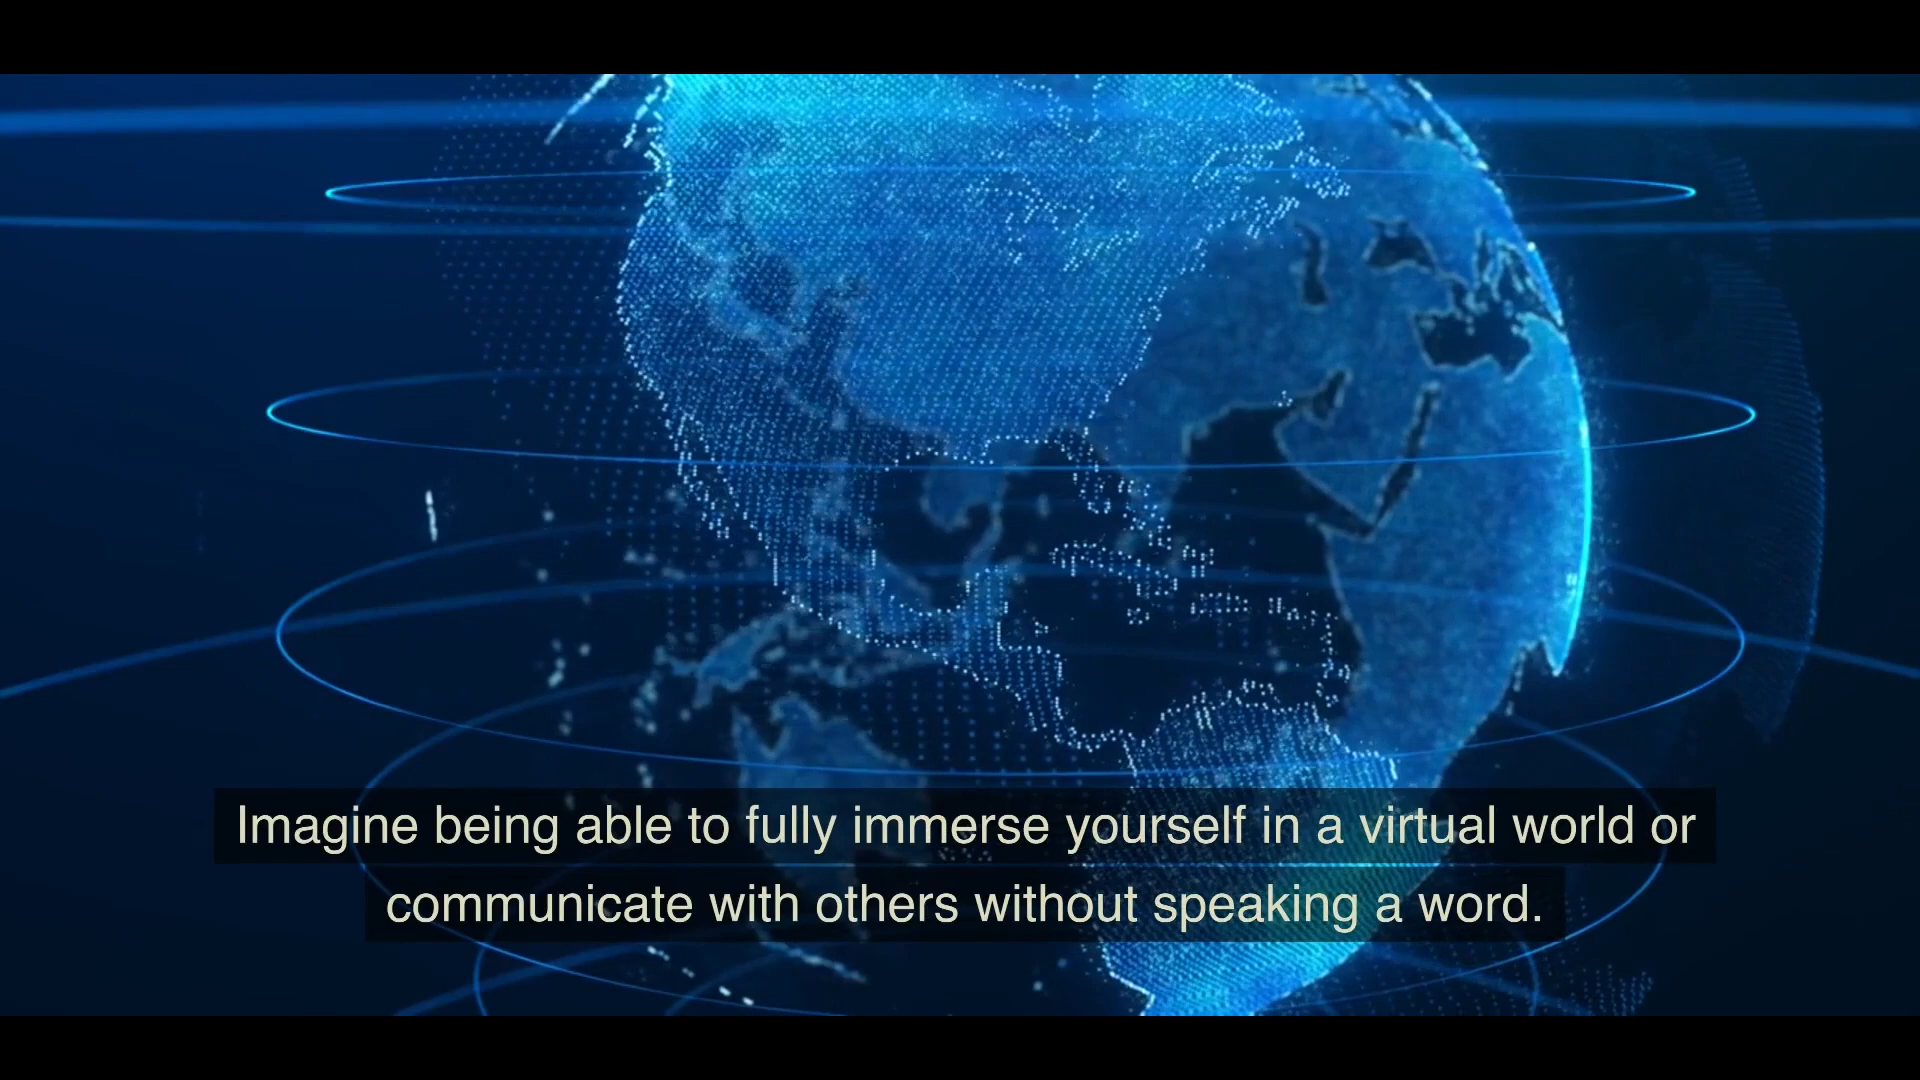 Imagine being able to fully immerse yourself in a virtual world or
communicate with others without speaking a word.